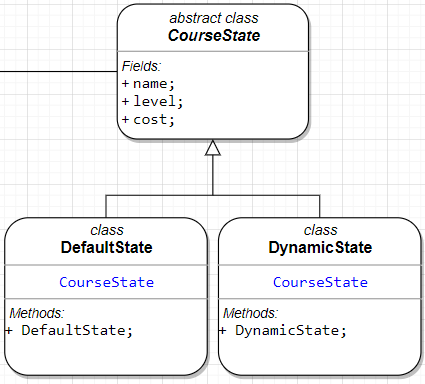 abstract class
CourseState
Fields:
+ name;
+ level;
+ cost;
class
DefaultState
CourseState
Methods:
+ DefaultState;
class
DynamicState
CourseState
Methods:
+ DynamicState;